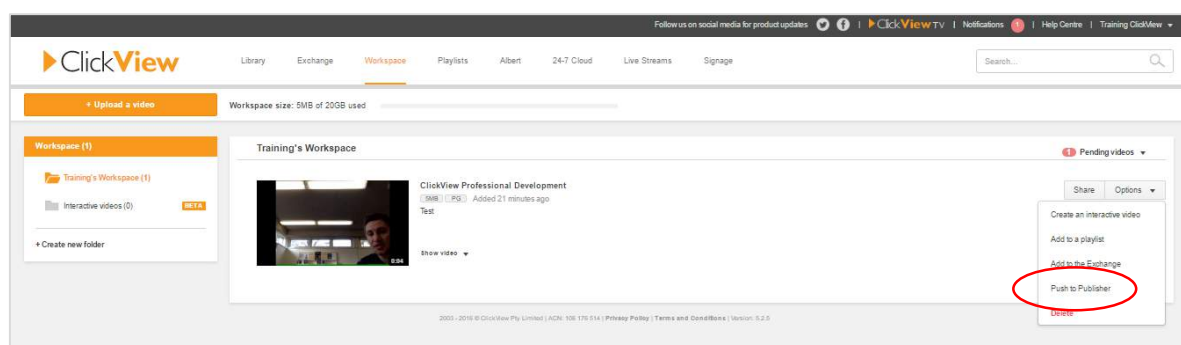 Follow us on social media for product updates | ClickView TV | Notifications 1 | Help Centre | Training ClickView
ClickView Library Exchange Workspace Playlists Albert 24-7 Cloud Live Streams Signage Search...
+ Upload a video Workspace size: 5MB of 20GB used
Workspace (1) Training's Workspace 1 Pending videos
Training's Workspace (1)
Interactive videos (0) BETA
+ Create new folder
ClickView Professional Development
5MB PG Added 21 minutes ago
Test
Show video
0:04
Share Options
Create an interactive video
Add to a playlist
Add to the Exchange
Push to Publisher
Delete
2003 - 2016 © ClickView Pty Limited | ACN: 106 176 514 | Privacy Policy | Terms and Conditions | Version: 5.2.5